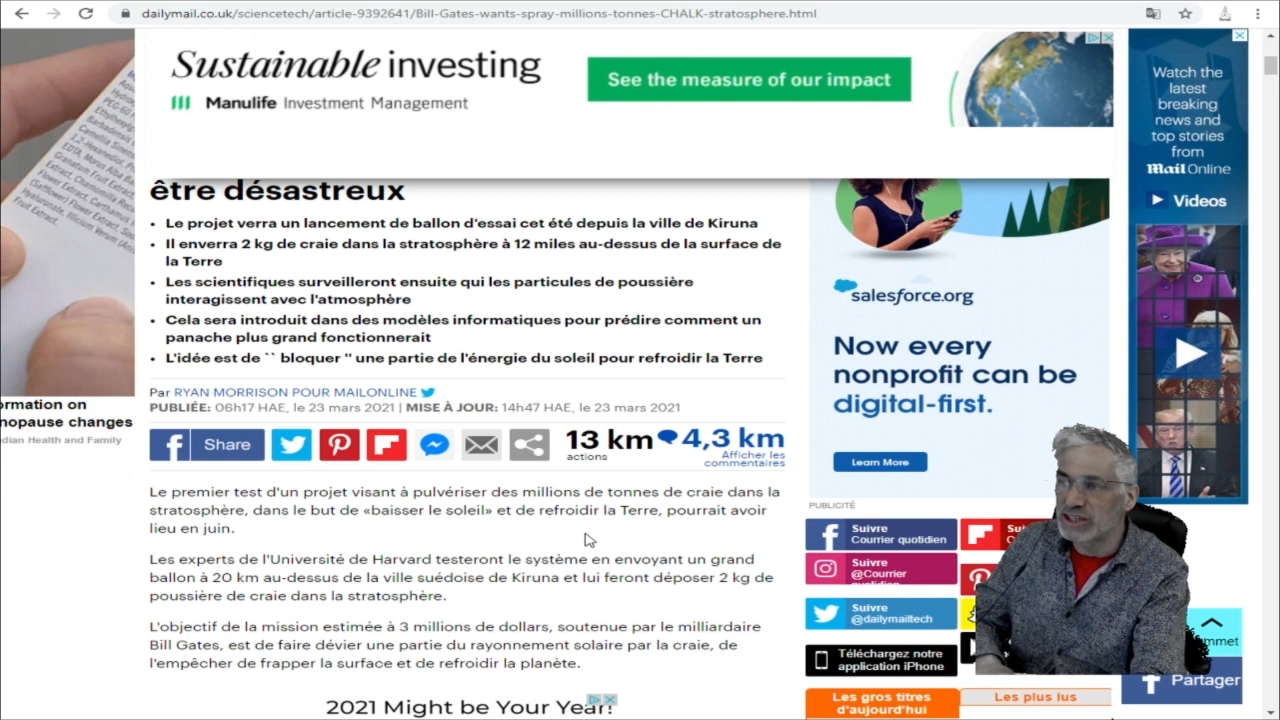 dailymail.co.uk/sciencetech/article-9392641/Bill-Gates-wants-spray-millions-tonnes-CHALK-stratosphere.html
Sustainable investing
Manulife Investment Management
See the measure of our impact
être désastreux
• Le projet verra un lancement de ballon d'essai cet été depuis la ville de Kiruna
• Il enverra 2 kg de craie dans la stratosphère à 12 miles au-dessus de la surface de
la Terre
• Les scientifiques surveilleront ensuite qui les particules de poussière
interagissent avec l'atmosphère
• Cela sera introduit dans des modèles informatiques pour prédire comment un
panache plus grand fonctionnerait
• L'idée est de `` bloquer '' une partie de l'énergie du soleil pour refroidir la Terre
Par RYAN MORRISON POUR MAILONLINE
PUBLIÉE: 06h17 HAE, le 23 mars 2021 | MISE À JOUR: 14h47 HAE, le 23 mars 2021
Share
13 km
actions
4,3 km
Afficher les
commentaires
Le premier test d'un projet visant à pulvériser des millions de tonnes de craie dans la
stratosphère, dans le but de «baisser le soleil» et de refroidir la Terre, pourrait avoir
lieu en juin.
Les experts de l'Université de Harvard testeront le système en envoyant un grand
ballon à 20 km au-dessus de la ville suédoise de Kiruna et lui feront déposer 2 kg de
poussière de craie dans la stratosphère.
L'objectif de la mission estimée à 3 millions de dollars, soutenue par le milliardaire
Bill Gates, est de faire dévier une partie du rayonnement solaire par la craie, de
l'empêcher de frapper la surface et de refroidir la planète.
2021 Might be Your Year!
ormation on
nopause changes
dian Health and Family
salesforce.org
Now every
nonprofit can be
digital-first.
Learn More
PUBLICITÉ
Suivre
Courrier quotidien
Suivre
@Courrier
quotidien
Suivre
@dailymailtech
Téléchargez notre
application iPhone
Les gros titres
d'aujourd'hui
Les plus lus
Watch the
latest
breaking
news and
top stories
from
Mail Online
Videos
mmet
Partager